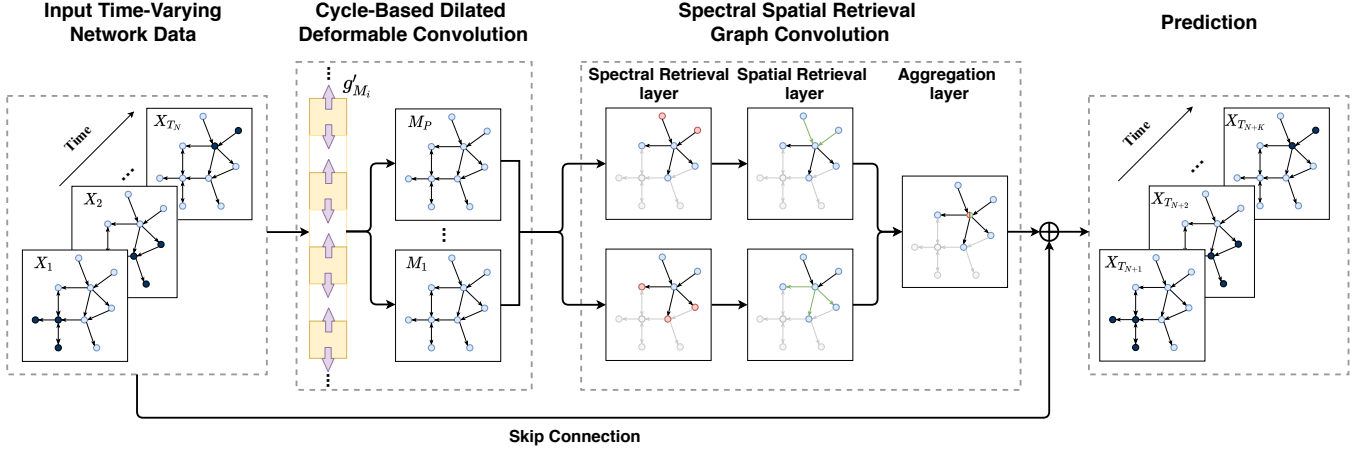 Input Time-Varying
Network Data
Cycle-Based Dilated
Deformable Convolution
Spectral Spatial Retrieval
Graph Convolution
Prediction
Time
X_{T_N}
...
X_2
X_1
...
g'_{M_i}
M_P
...
M_1
...
Spectral Retrieval
layer
Spatial Retrieval
layer
Aggregation
layer
Time
X_{T_{N+K}}
...
X_{T_{N+2}}
X_{T_{N+1}}
Skip Connection